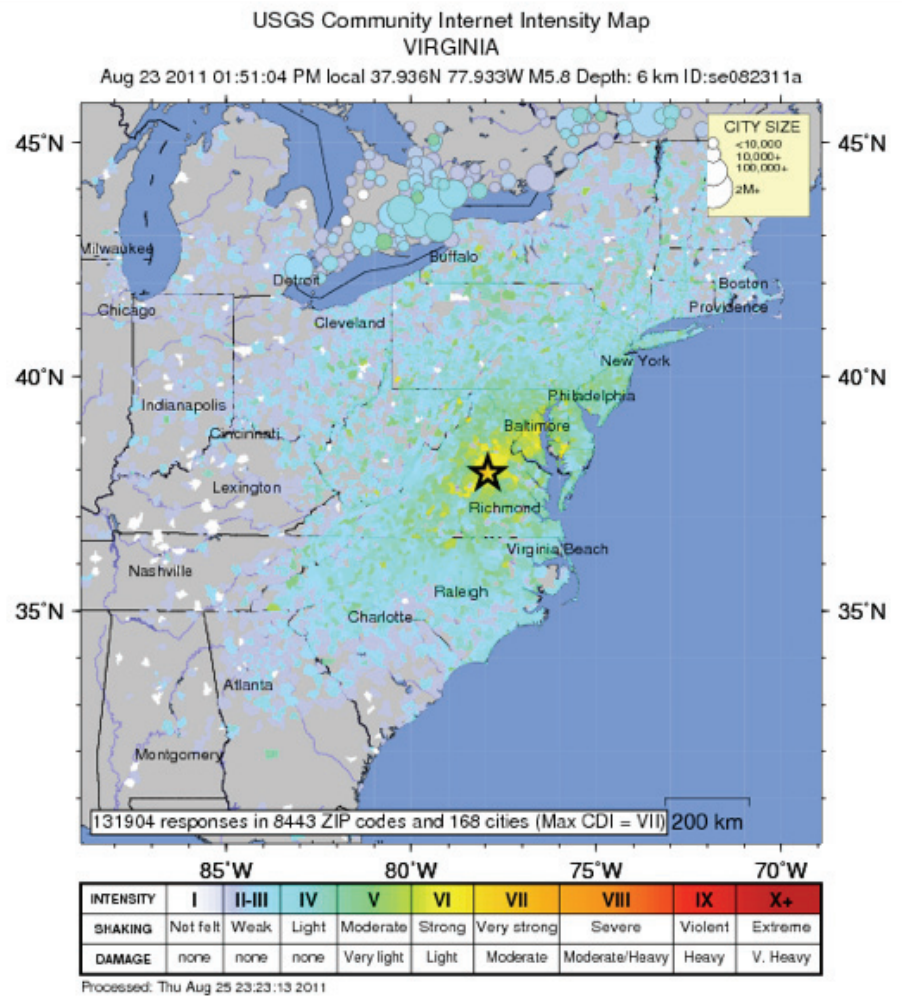 USGS Community Internet Intensity Map
VIRGINIA
Aug 23 2011 01:51:04 PM local 37.936N 77.933W M5.8 Depth: 6 km ID:se082311a
CITY SIZE
<10,000
10,000+
100,000+
2M+
45°N
45°N
Milwaukee
Buffalo
Detroit
Boston
Chicago
Providence
Cleveland
New York
40°N
40°N
Philadelphia
Indianapolis
Baltimore
Cincinnati
Lexington
Richmond
Virginia Beach
Nashville
Raleigh
35°N
35°N
Charlotte
Atlanta
Montgomery
131904 responses in 8443 ZIP codes and 168 cities (Max CDI = VII)
200 km
85°W 80°W 75°W 70°W
INTENSITY I II-III IV V VI VII VIII IX X+
SHAKING Not felt Weak Light Moderate Strong Very strong Severe Violent Extreme
DAMAGE none none none Very light Light Moderate Moderate/Heavy Heavy V. Heavy
Processed: Thu Aug 25 23:23:13 2011